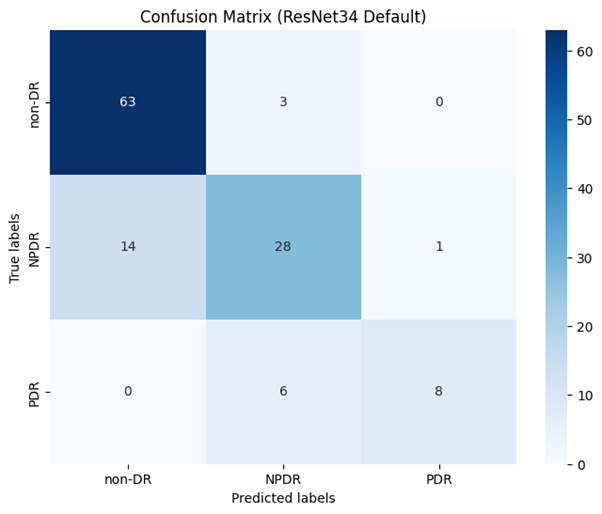 Confusion Matrix (ResNet34 Default)
True labels
non-DR
63
3
0
NPDR
14
28
1
PDR
0
6
8
non-DR
NPDR
PDR
Predicted labels
60
50
40
30
20
10
0